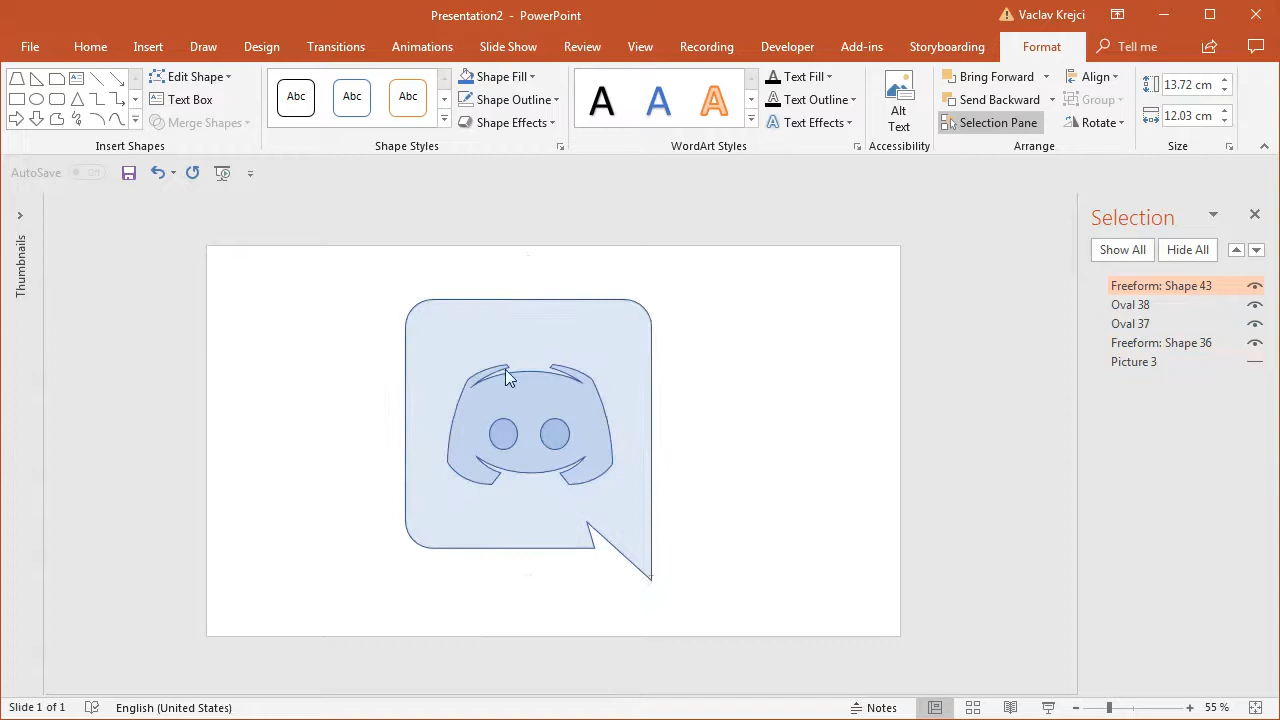 Presentation2 - PowerPoint
Vaclav Krejci
File Home Insert Draw Design Transitions Animations Slide Show Review View Recording Developer Add-ins Storyboarding Format Tell me
Edit Shape
Text B
Merge Shapes
Insert Shapes
Abc Abc Abc
Shape Fill
Shape Outline
Shape Effects
Shape Styles
A A A
Text Fill
Text Outline
Text Effects
WordArt Styles
Alt
Text
Accessibility
Bring Forward
Send Backward
Selection Pane
Align
Group
Rotate
Arrange
13.72 cm
12.03 cm
Size
AutoSave Off
Thumbnails
Selection
Show All Hide All
Freeform: Shape 43
Oval 38
Oval 37
Freeform: Shape 36
Picture 3
Slide 1 of 1 English (United States) Notes 55 %